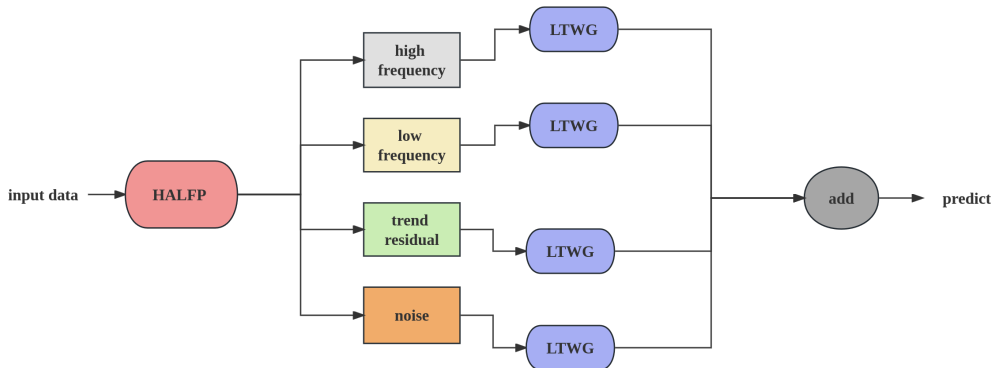 input data
HALFP
high
frequency
LTWG
low
frequency
LTWG
trend
residual
LTWG
noise
LTWG
add
predict